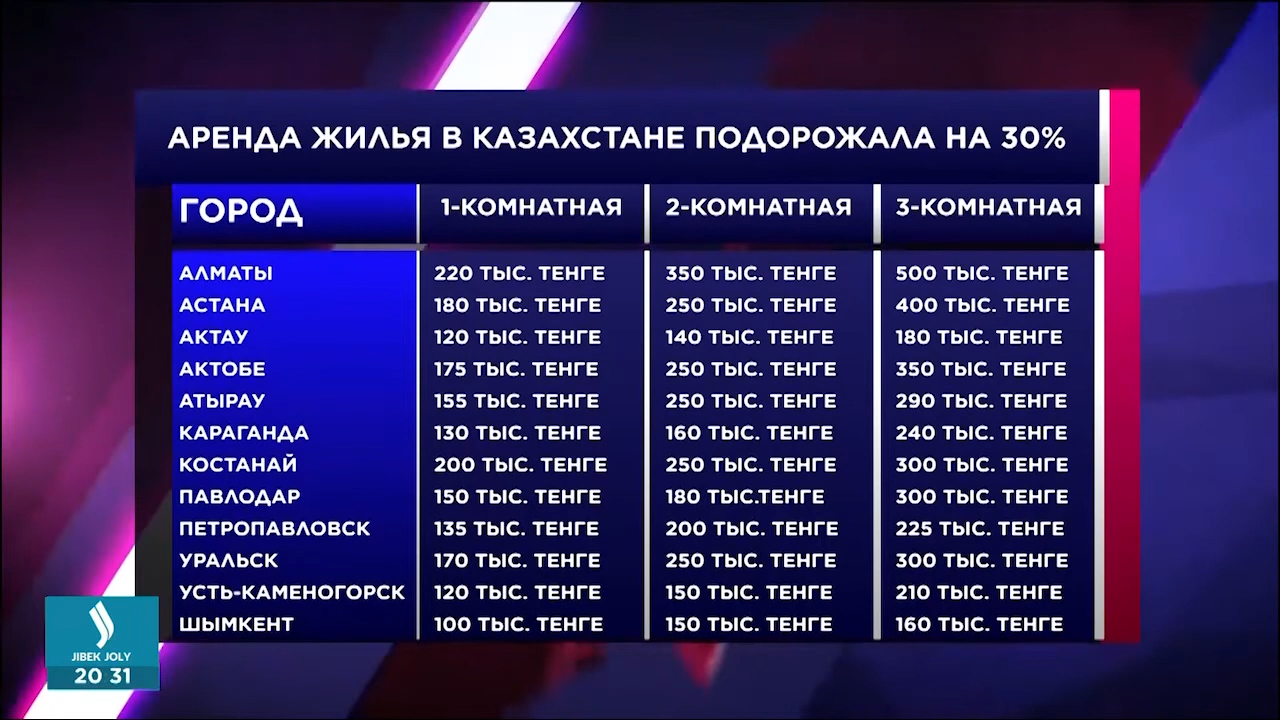 АРЕНДА ЖИЛЬЯ В КАЗАХСТАНЕ ПОДОРОЖАЛА НА 30%
ГОРОД 1-КОМНАТНАЯ 2-КОМНАТНАЯ 3-КОМНАТНАЯ
АЛМАТЫ 220 ТЫС. ТЕНГЕ 350 ТЫС. ТЕНГЕ 500 ТЫС. ТЕНГЕ
АСТАНА 180 ТЫС. ТЕНГЕ 250 ТЫС. ТЕНГЕ 400 ТЫС. ТЕНГЕ
АКТАУ 120 ТЫС. ТЕНГЕ 140 ТЫС. ТЕНГЕ 180 ТЫС. ТЕНГЕ
АКТОБЕ 175 ТЫС. ТЕНГЕ 250 ТЫС. ТЕНГЕ 350 ТЫС. ТЕНГЕ
АТЫРАУ 155 ТЫС. ТЕНГЕ 250 ТЫС. ТЕНГЕ 290 ТЫС. ТЕНГЕ
КАРАГАНДА 130 ТЫС. ТЕНГЕ 160 ТЫС. ТЕНГЕ 240 ТЫС. ТЕНГЕ
КОСТАНАЙ 200 ТЫС. ТЕНГЕ 250 ТЫС. ТЕНГЕ 300 ТЫС. ТЕНГЕ
ПАВЛОДАР 150 ТЫС. ТЕНГЕ 180 ТЫС.ТЕНГЕ 300 ТЫС. ТЕНГЕ
ПЕТРОПАВЛОВСК 135 ТЫС. ТЕНГЕ 200 ТЫС. ТЕНГЕ 225 ТЫС. ТЕНГЕ
УРАЛЬСК 170 ТЫС. ТЕНГЕ 250 ТЫС. ТЕНГЕ 300 ТЫС. ТЕНГЕ
УСТЬ-КАМЕНОГОРСК 120 ТЫС. ТЕНГЕ 150 ТЫС. ТЕНГЕ 210 ТЫС. ТЕНГЕ
ШЫМКЕНТ 100 ТЫС. ТЕНГЕ 150 ТЫС. ТЕНГЕ 160 ТЫС. ТЕНГЕ
JIBEK JOLY
20 31